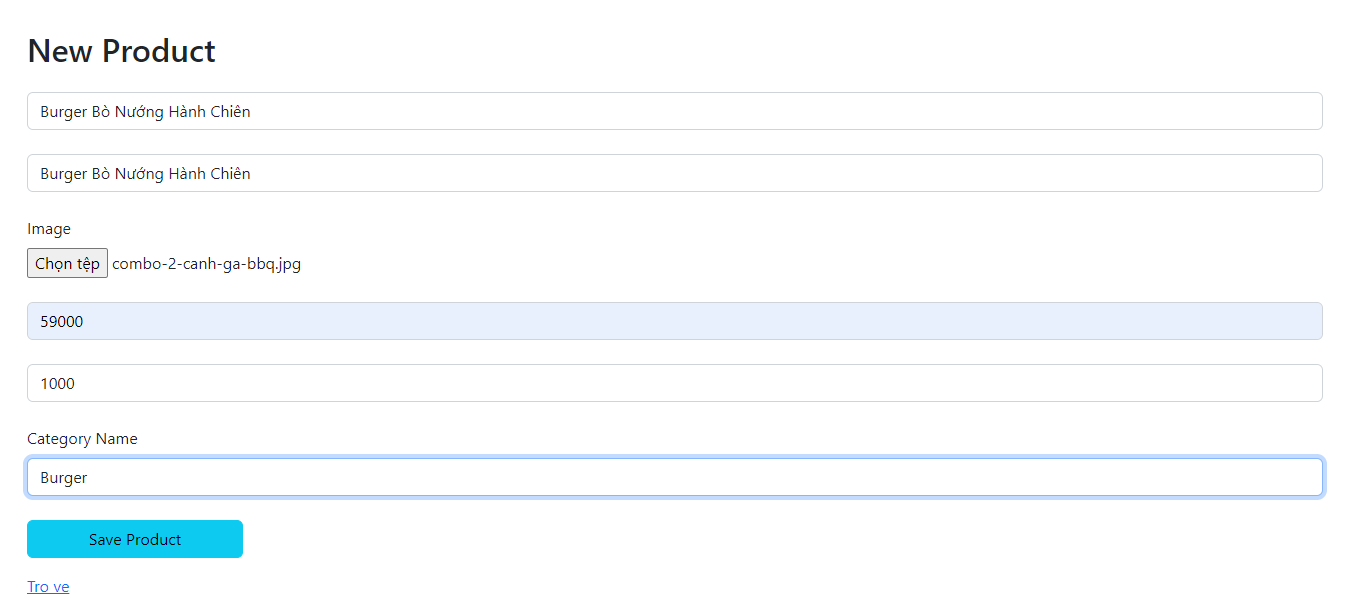 New Product
Burger Bò Nướng Hành Chiên
Burger Bò Nướng Hành Chiên
Image
Chọn tệp combo-2-canh-ga-bbq.jpg
59000
1000
Category Name
Burger
Save Product
Tro ve